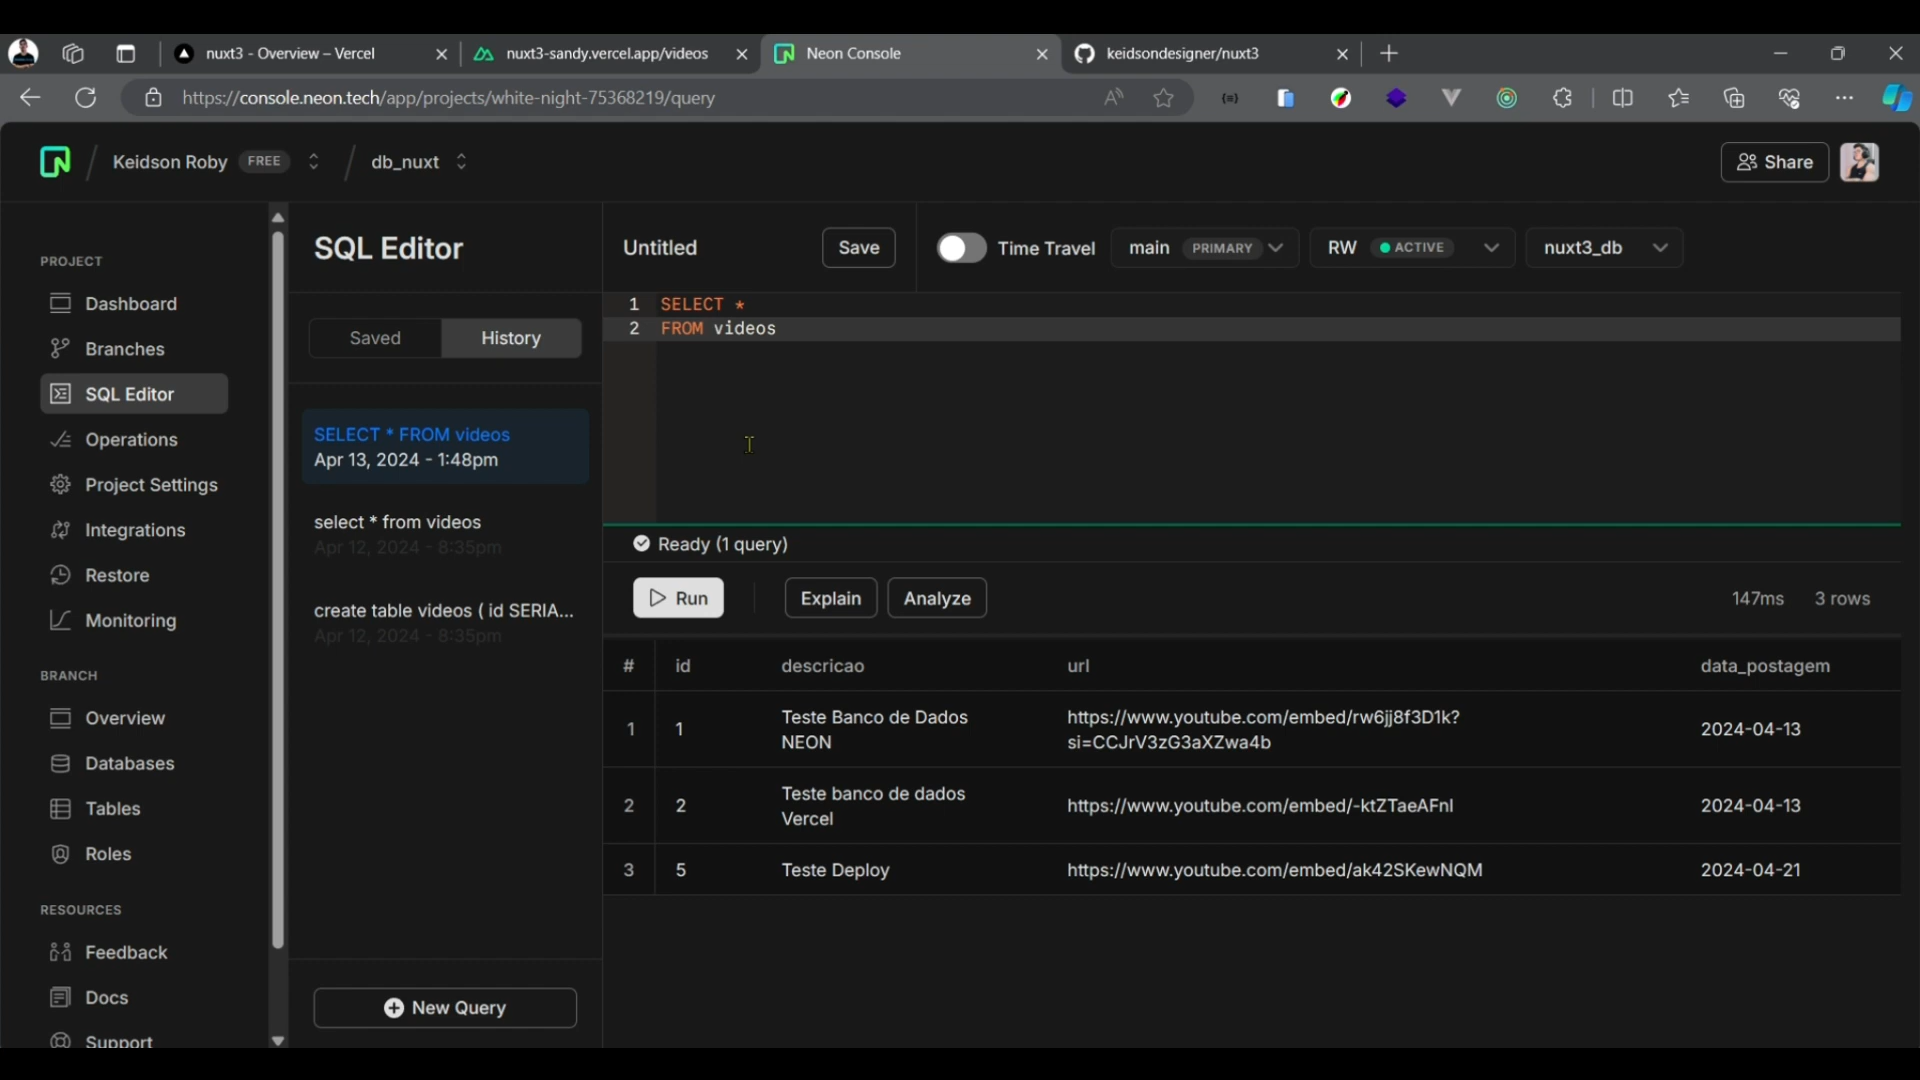 nuxt3 - Overview – Vercel
nuxt3-sandy.vercel.app/videos
Neon Console
keidsondesigner/nuxt3
https://console.neon.tech/app/projects/white-night-75368219/query
Keidson Roby FREE
db_nuxt
Share
PROJECT
Dashboard
Branches
SQL Editor
Operations
Project Settings
Integrations
Restore
Monitoring
BRANCH
Overview
Databases
Tables
Roles
RESOURCES
Feedback
Docs
Support
SQL Editor
Saved
History
SELECT * FROM videos
Apr 13, 2024 - 1:48pm
select * from videos
Apr 12, 2024 - 8:35pm
create table videos ( id SERIA...
Apr 12, 2024 - 8:35pm
New Query
Untitled
Save
Time Travel
main PRIMARY
RW ACTIVE
nuxt3_db
1 SELECT *
2 FROM videos
Ready (1 query)
Run
Explain
Analyze
147ms
3 rows
# id descricao url data_postagem
1 1 Teste Banco de Dados https://www.youtube.com/embed/rw6jj8f3D1k? 2024-04-13
NEON si=CCJrV3zG3aXZwa4b
2 2 Teste banco de dados https://www.youtube.com/embed/-ktZTaeAFnI 2024-04-13
Vercel
3 5 Teste Deploy https://www.youtube.com/embed/ak42SKewNQM 2024-04-21